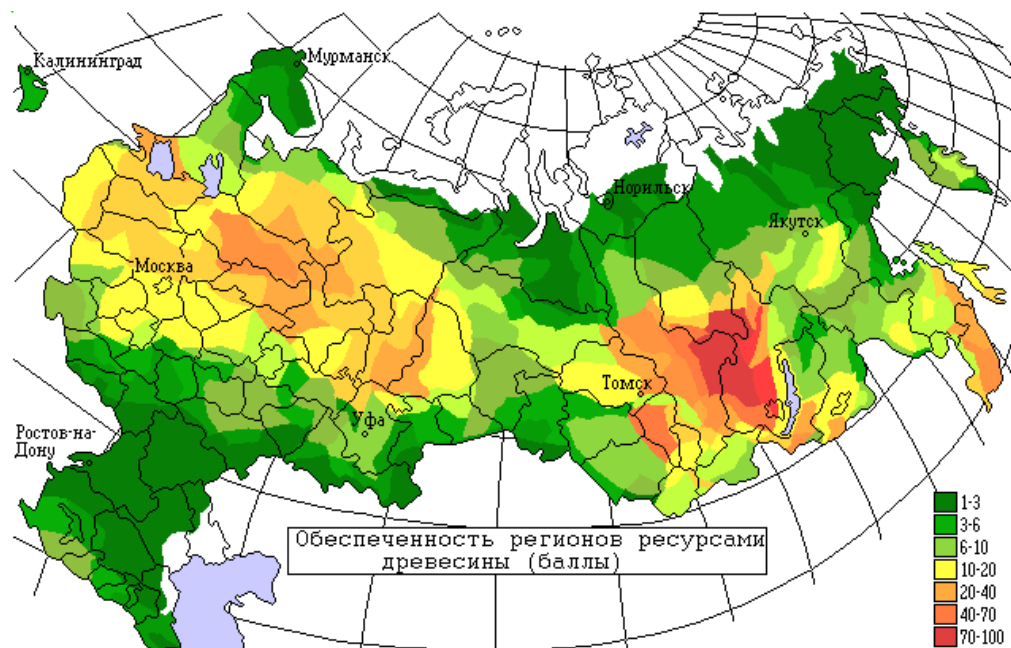 Калининград
Мурманск
Норильск
Якутск
Москва
Томск
Уфа
Ростов-на-
Дону
Обеспеченность регионов ресурсами
древесины (баллы)
1-3
3-6
6-10
10-20
20-40
40-70
70-100